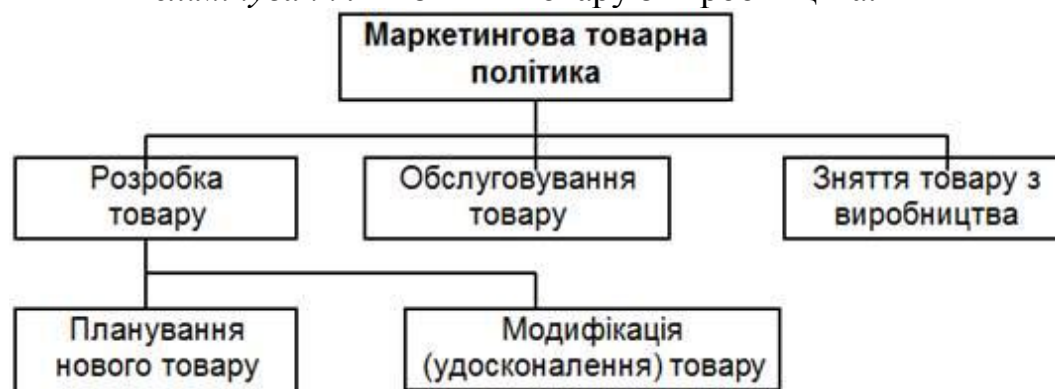 Маркетингова товарна
політика
Розробка
товару
Обслуговування
товару
Зняття товару з
виробництва
Планування
нового товару
Модифікація
(удосконалення) товару